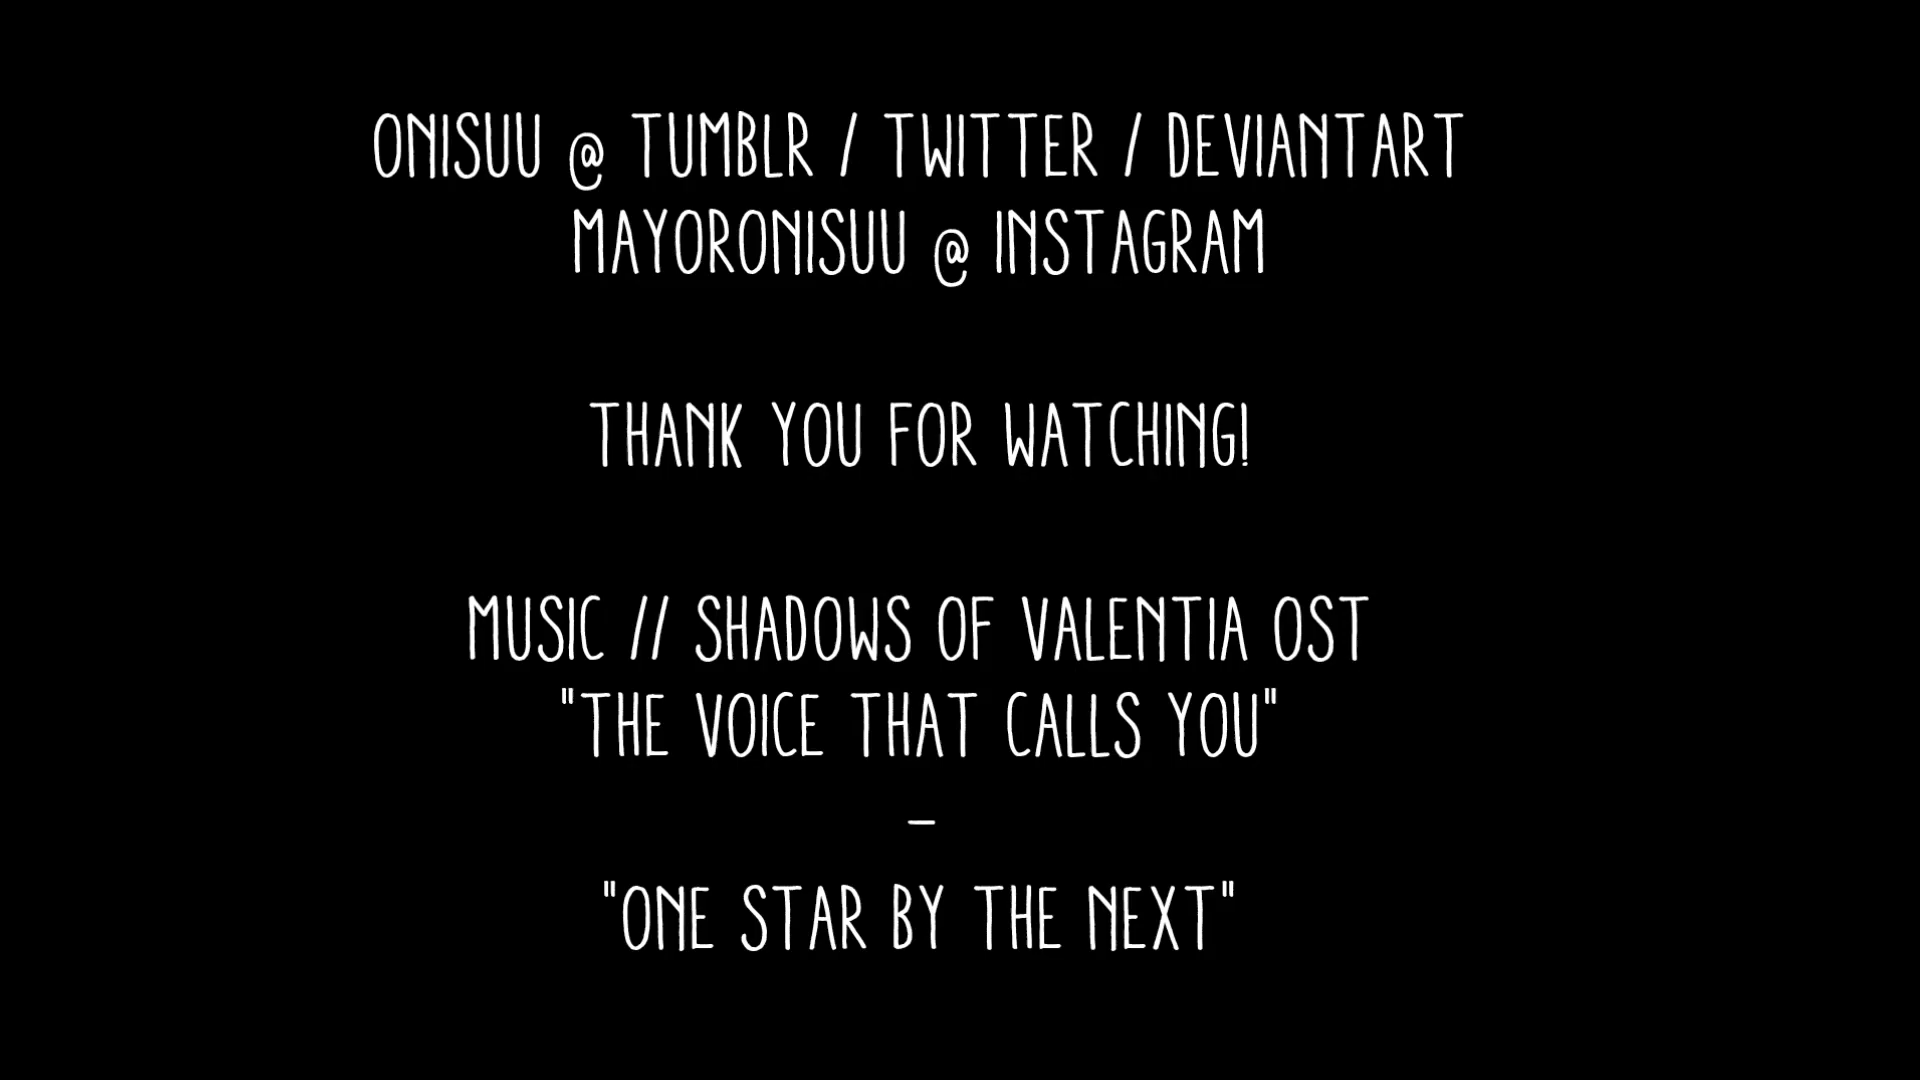 ONISUU @ TUMBLR / TWITTER / DEVIANTART
MAYORONISUU @ INSTAGRAM
THANK YOU FOR WATCHING!
MUSIC // SHADOWS OF VALENTIA OST
"THE VOICE THAT CALLS YOU"
-
"ONE STAR BY THE NEXT"